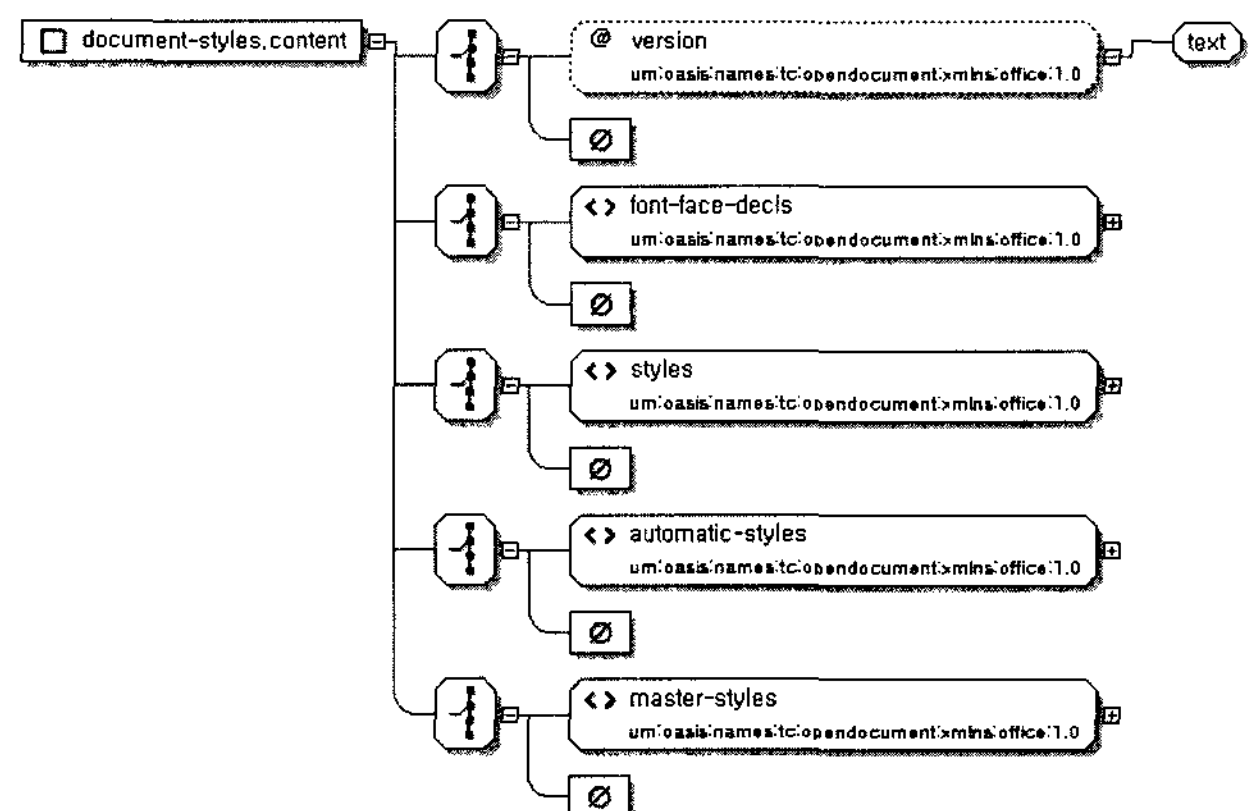 document-styles.content
@ version
urn:oasis:names:tc:opendocument:xmlns:office:1.0
text
Ø
<> font-face-decls
urn:oasis:names:tc:opendocument:xmlns:office:1.0
Ø
<> styles
urn:oasis:names:tc:opendocument:xmlns:office:1.0
Ø
<> automatic-styles
urn:oasis:names:tc:opendocument:xmlns:office:1.0
Ø
<> master-styles
urn:oasis:names:tc:opendocument:xmlns:office:1.0
Ø